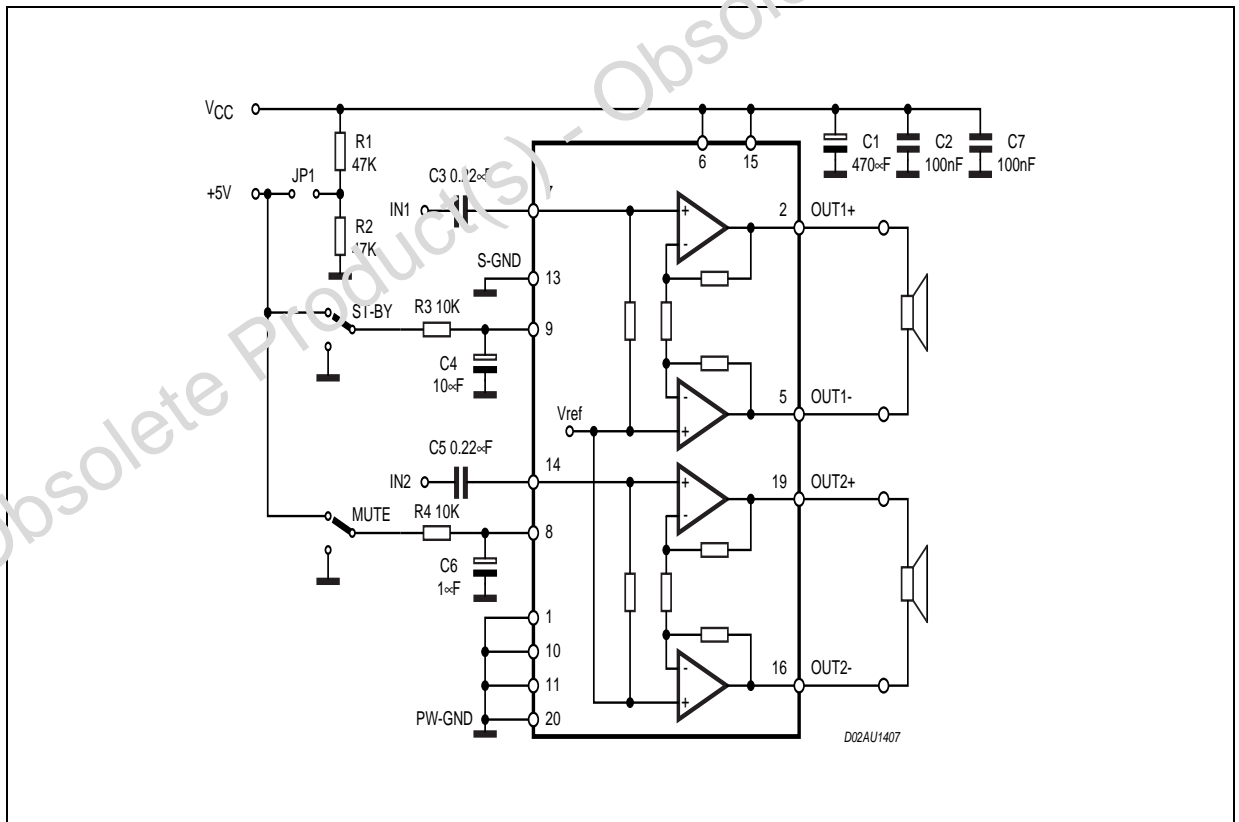 Obsolete Product(s) - Obsol
VCC
R1
47K
C1
470∝F
C2
100nF
C7
100nF
6
15
+5V
JP1
C3 0.22∝F
7
IN1
R2
47K
2
OUT1+
S-GND
13
ST-BY
R3 10K
9
C4
10∝F
5
OUT1-
Vref
C5 0.22∝F
14
IN2
19
OUT2+
MUTE
R4 10K
8
C6
1∝F
1
10
11
16
OUT2-
PW-GND
20
D02AU1407
+
-
-
+
+
-
-
+